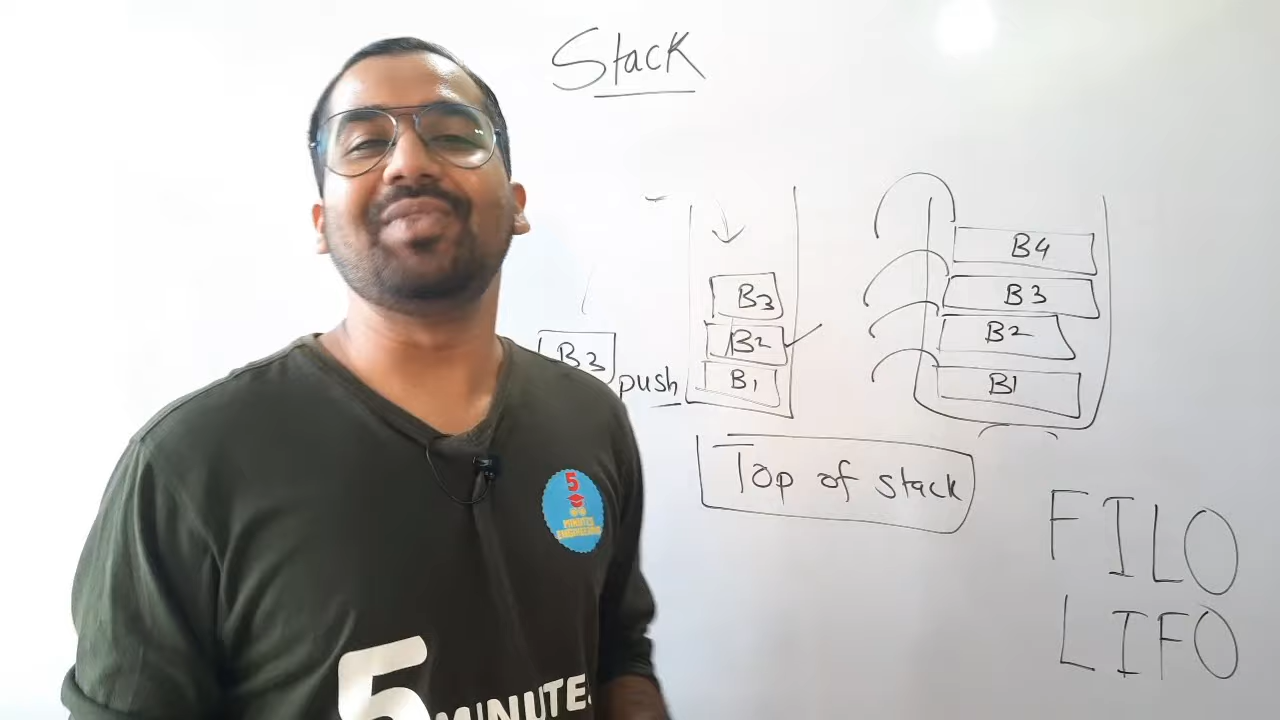 Stack
B3
push
B3
B2
B1
B4
B3
B2
B1
Top of stack
FILO
LIFO
5
MINUTES
ENGINEERING
5 MINUTES